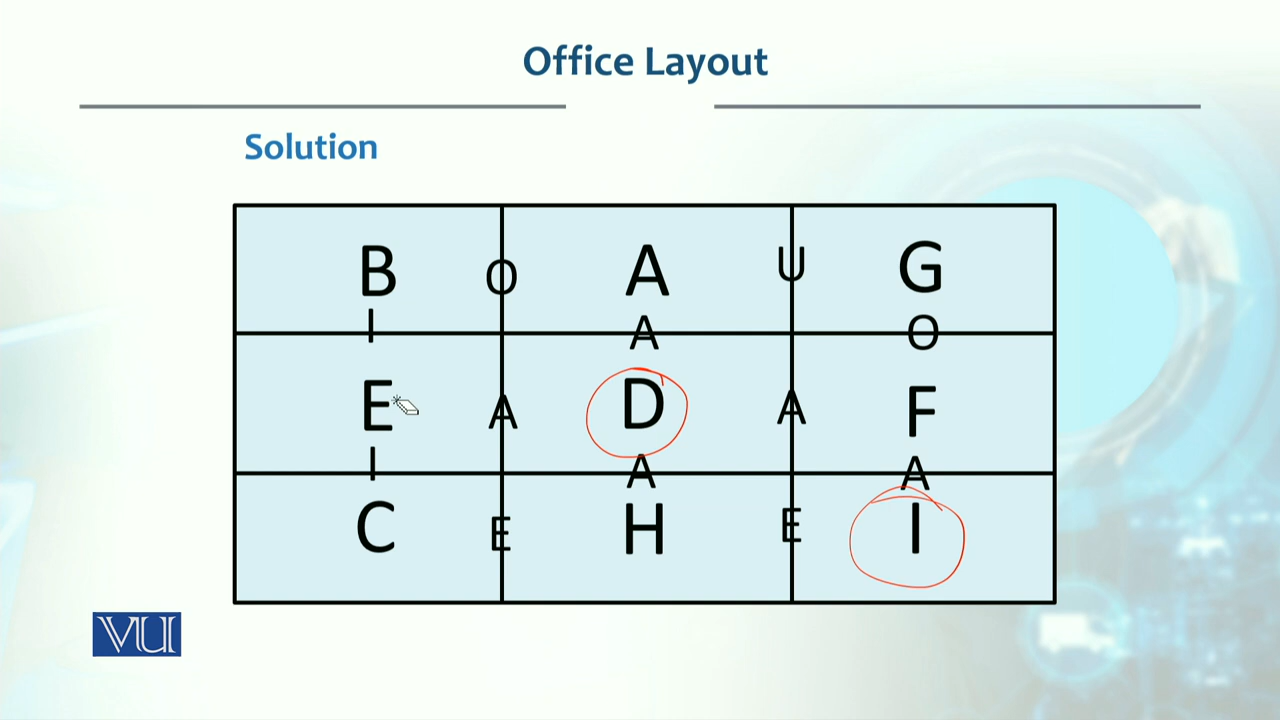 Office Layout
Solution
B O A U G
I A O
E A D A F
I A A
C E H E I
VU